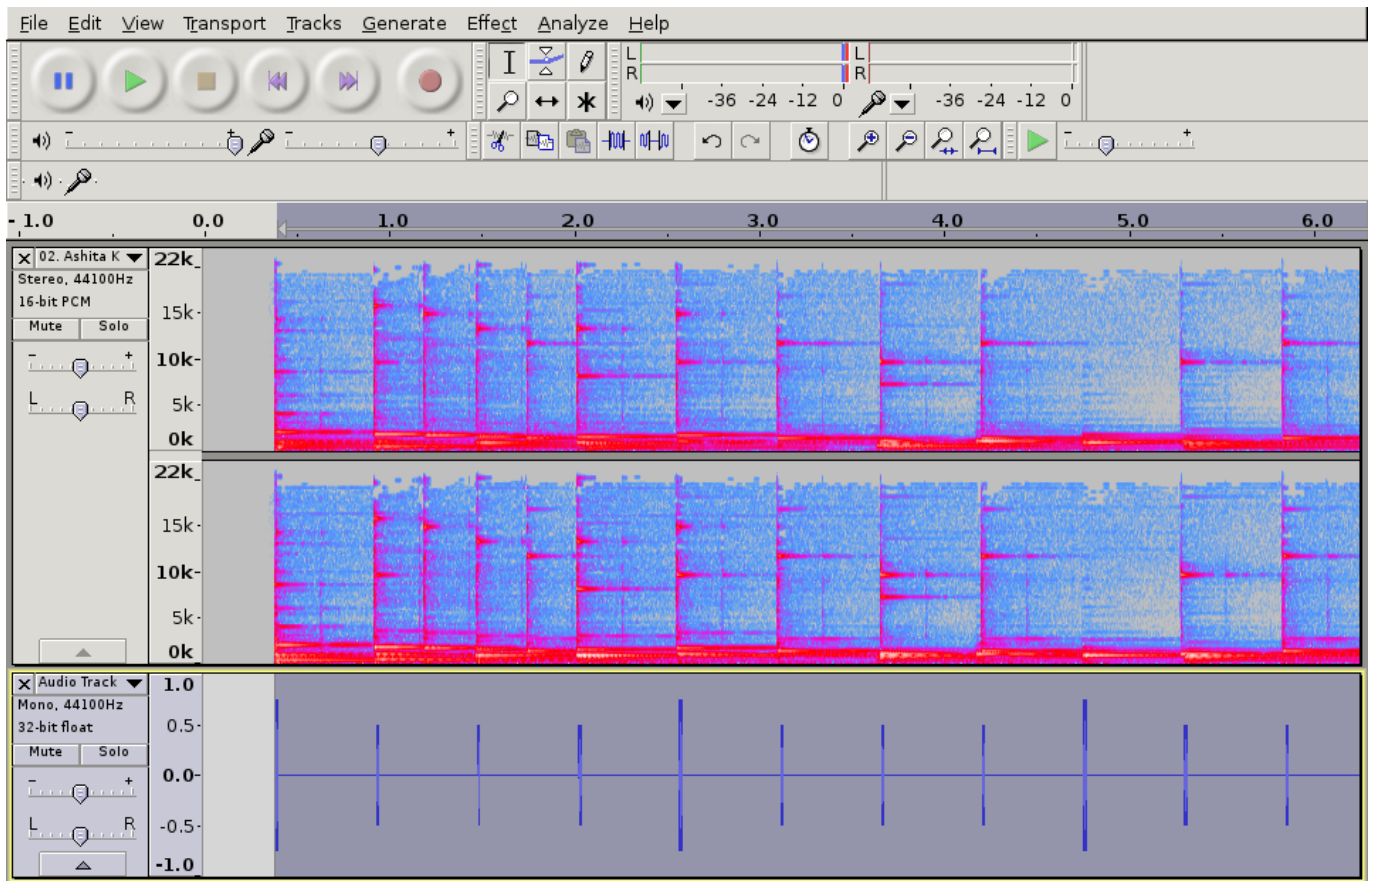 File Edit View Transport Tracks Generate Effect Analyze Help
L L
R R
-36 -24 -12 0 -36 -24 -12 0
- + - + - +
- 1.0 0.0 1.0 2.0 3.0 4.0 5.0 6.0
02. Ashita K 22k
Stereo, 44100Hz
16-bit PCM 15k
Mute Solo
- + 10k
L R 5k
0k
22k
15k
10k
5k
0k
Audio Track 1.0
Mono, 44100Hz
32-bit float 0.5
Mute Solo
- + 0.0
L R -0.5
-1.0